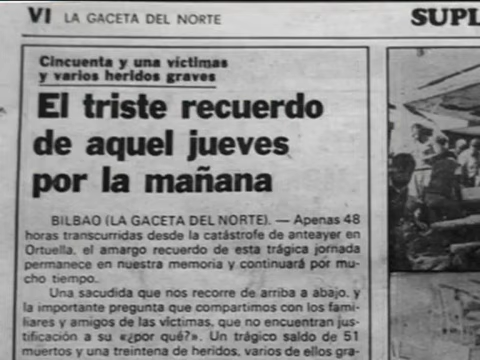 VI LA GACETA DEL NORTE
SUPL
Cincuenta y una víctimas
y varios heridos graves
El triste recuerdo
de aquel jueves
por la mañana
BILBAO (LA GACETA DEL NORTE). — Apenas 48
horas transcurridas desde la catástrofe de anteayer en
Ortuella, el amargo recuerdo de esta trágica jornada
permanece en nuestra memoria y continuará por mu-
cho tiempo.
Una sacudida que nos recorre de arriba a abajo, y
la importante pregunta que compartimos con los fami-
liares y amigos de las víctimas, que no encuentran jus-
tificación a su «¿por qué?». Un trágico saldo de 51
muertos y una treintena de heridos, varios de ellos gra-